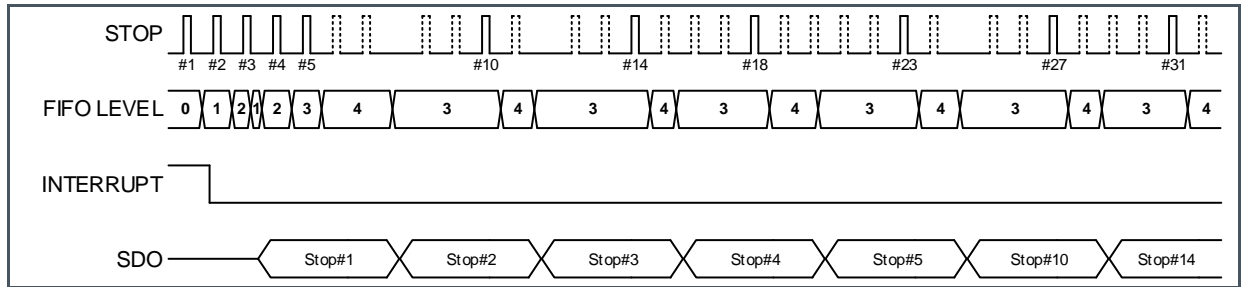 STOP
#1 #2 #3 #4 #5 #10 #14 #18 #23 #27 #31
FIFO LEVEL 0 1 2 1 2 3 4 3 4 3 4 3 4 3 4 3 4 3 4
INTERRUPT
SDO Stop#1 Stop#2 Stop#3 Stop#4 Stop#5 Stop#10 Stop#14